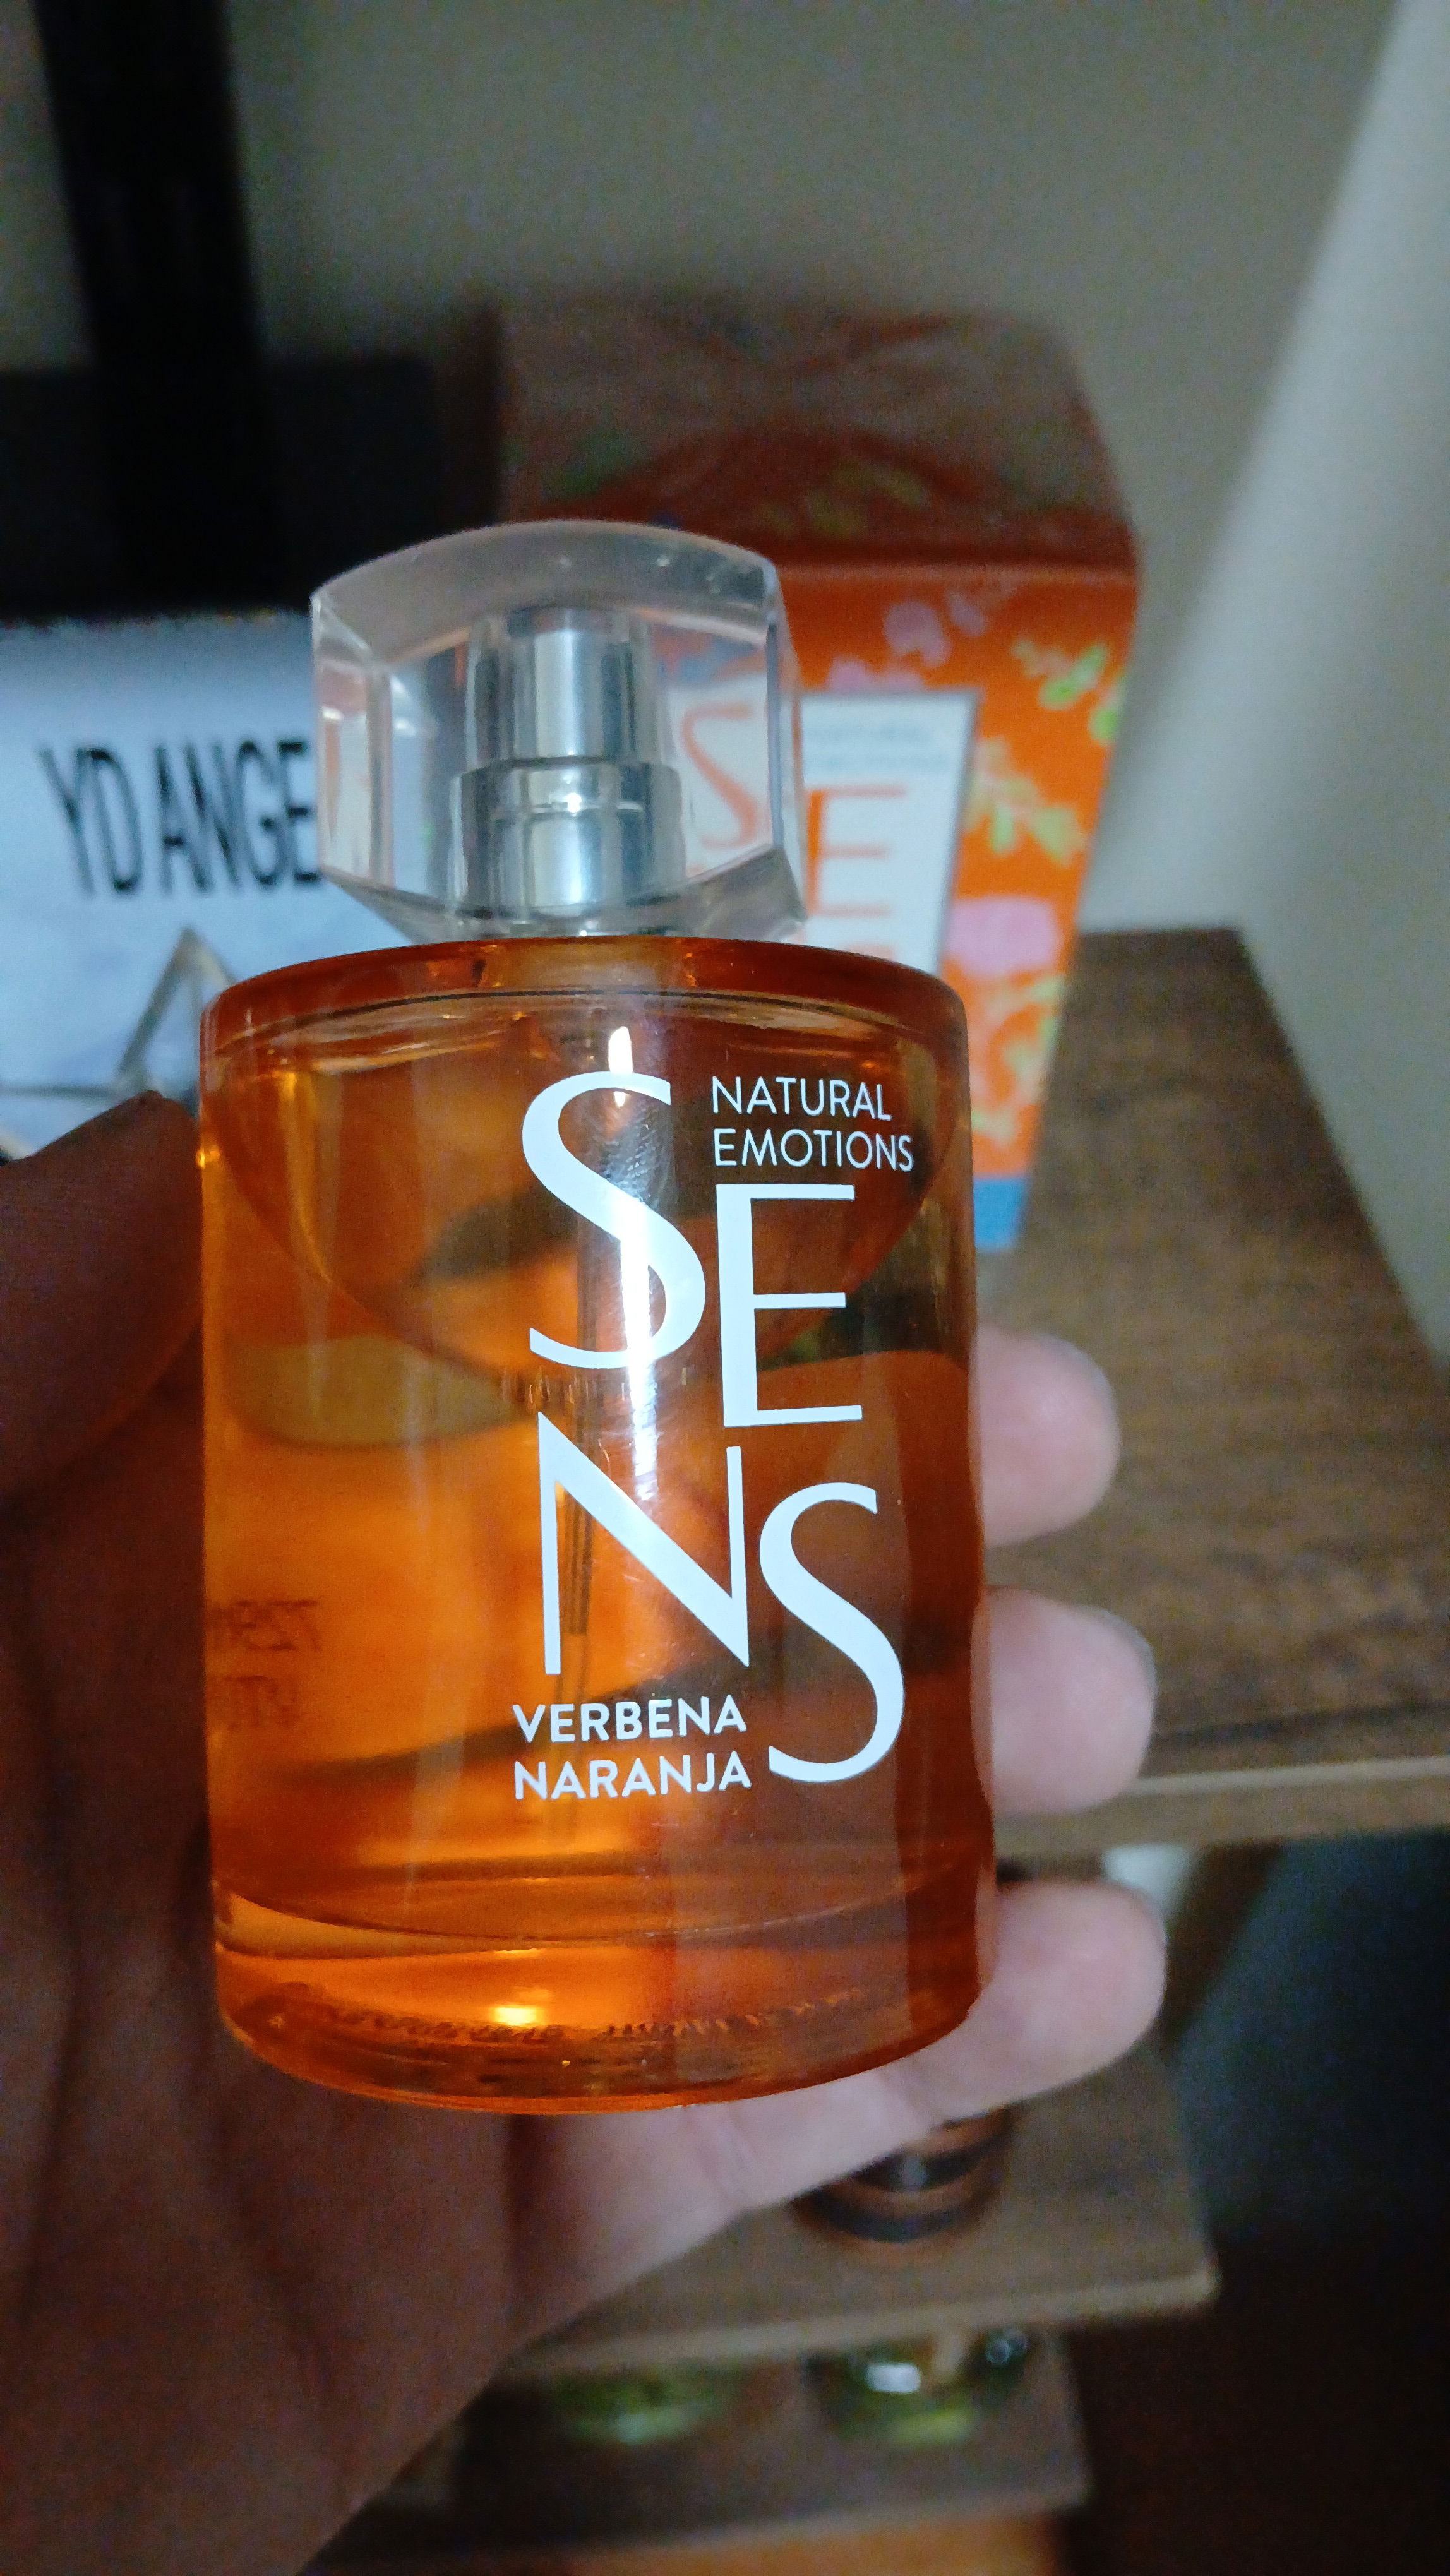 YD ANGE
NATURAL
EMOTIONS
SENS
VERBENA
NARANJA
S
E